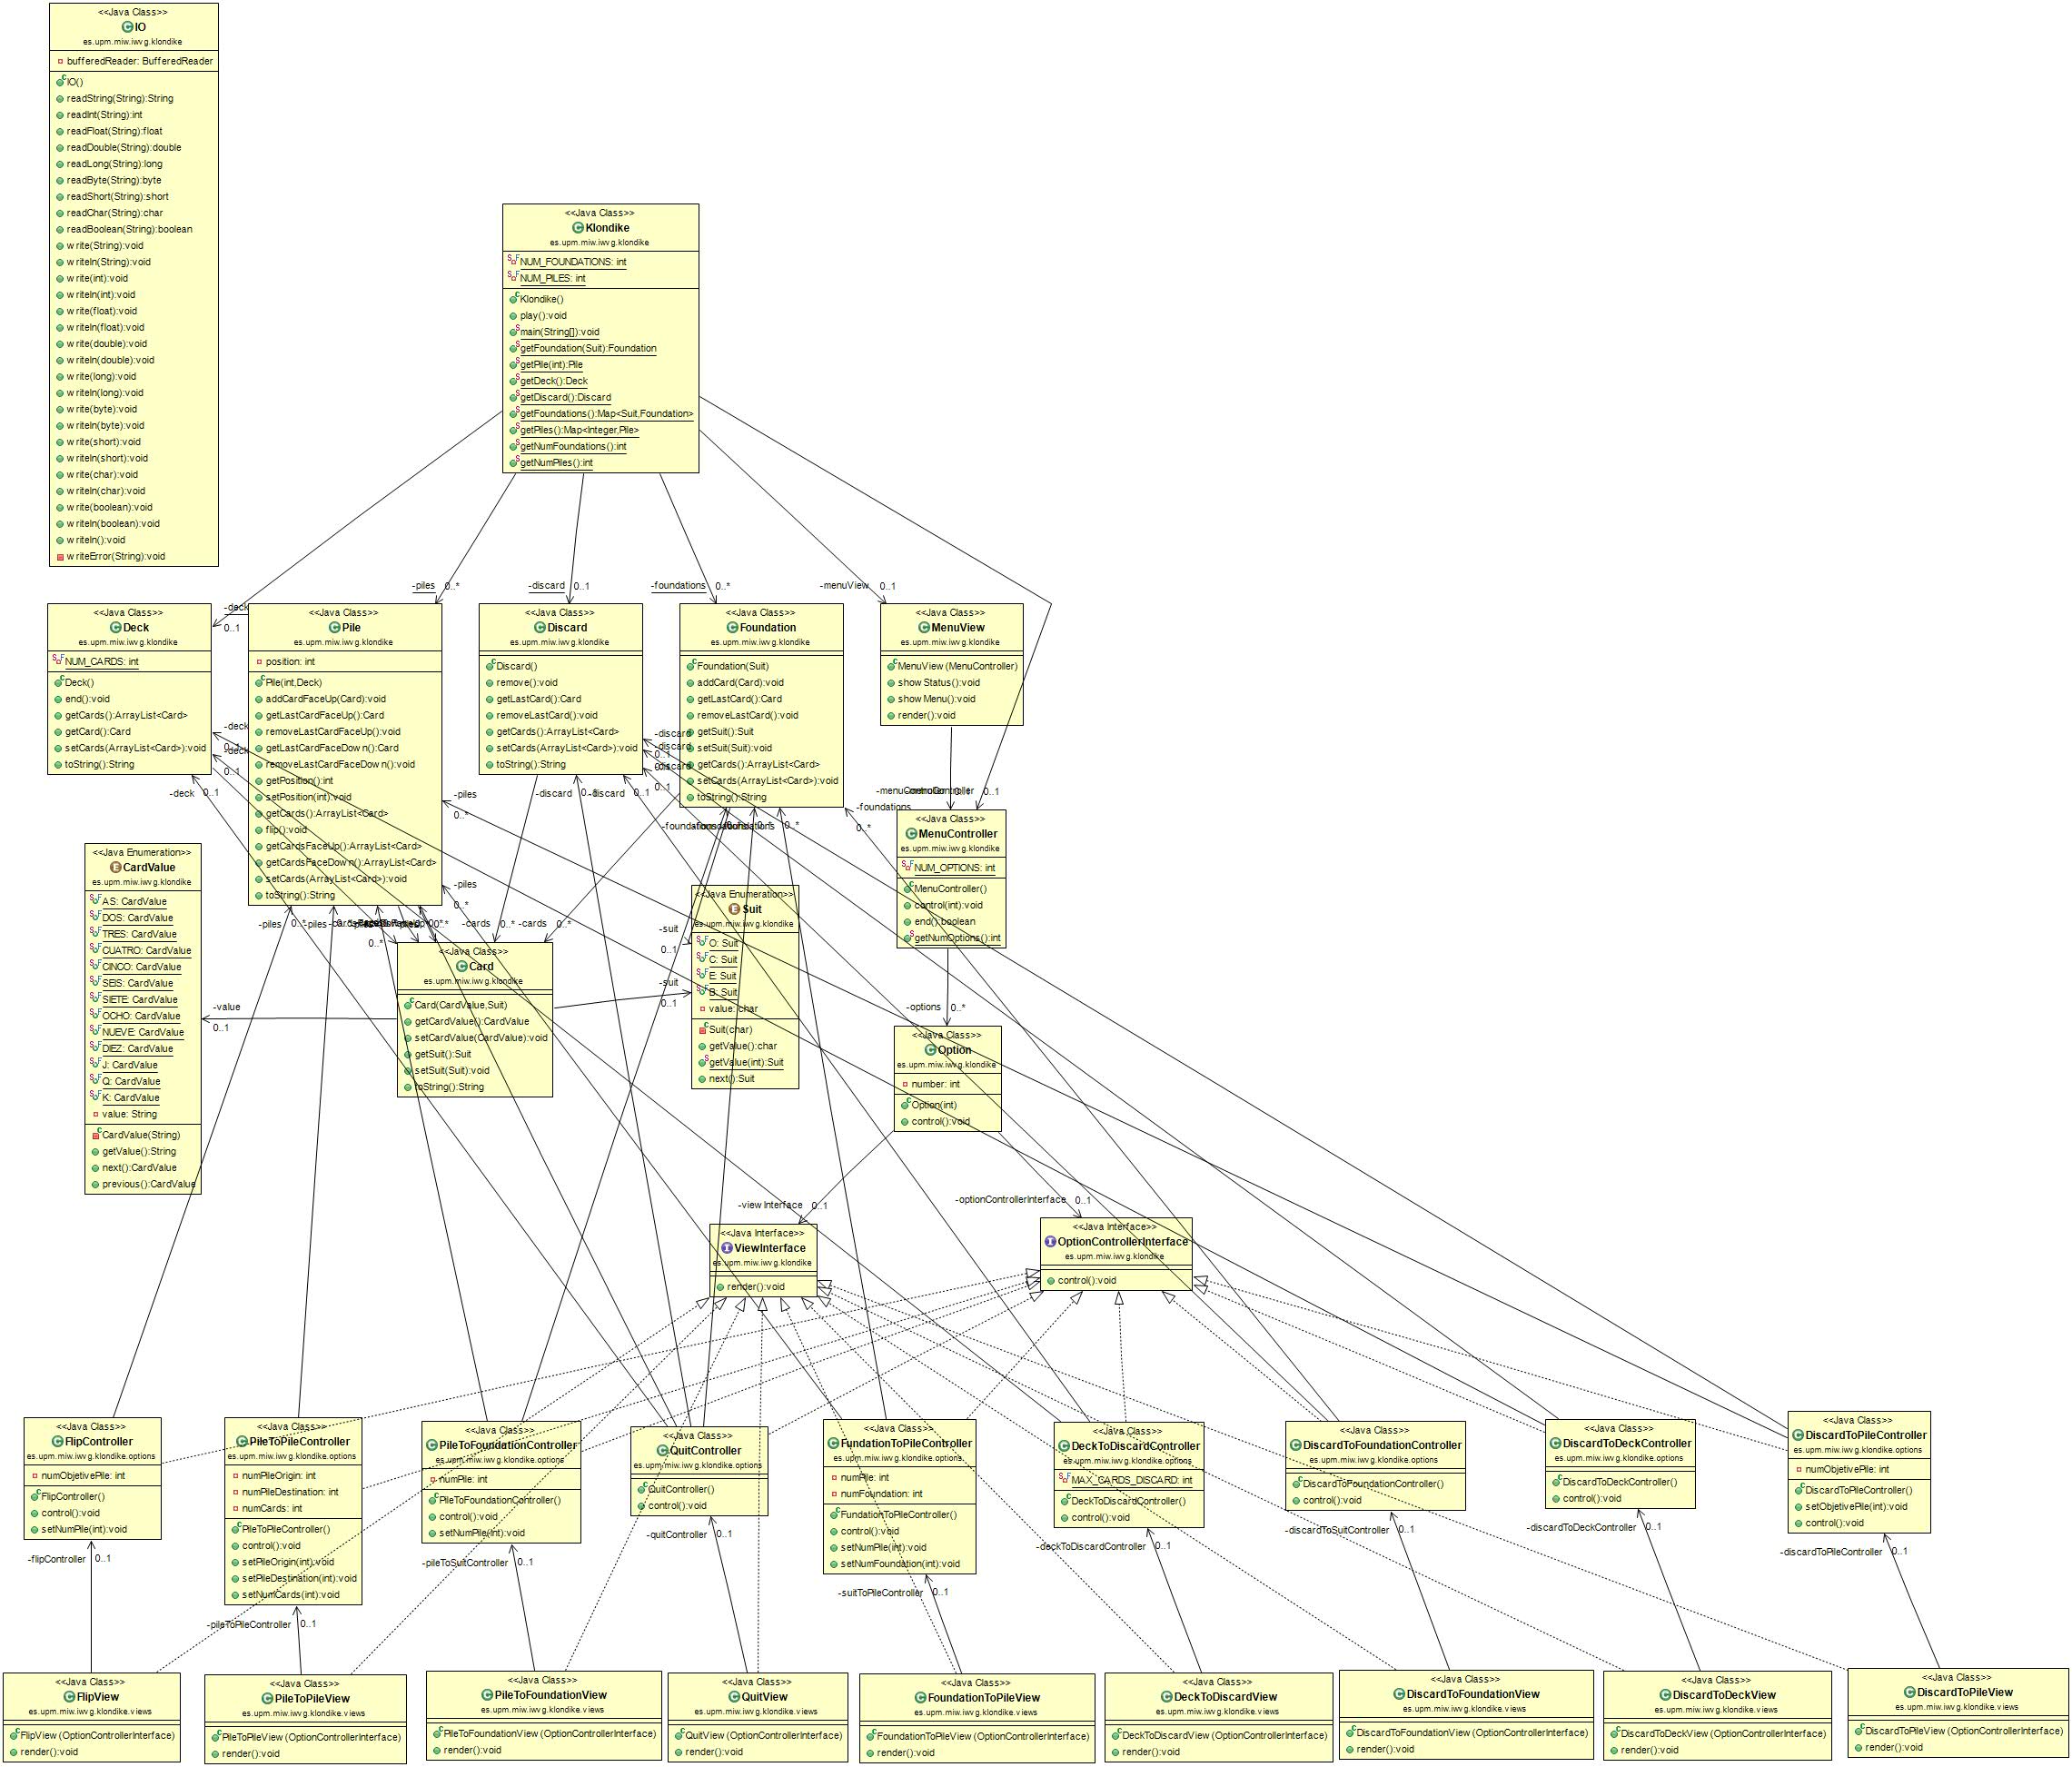 <<Java Class>>
IO
es.upm.miw.iwvg.klondike
bufferedReader: BufferedReader
IO()
readString(String):String
readInt(String):int
readFloat(String):float
readDouble(String):double
readLong(String):long
readByte(String):byte
readShort(String):short
readChar(String):char
readBoolean(String):boolean
write(String):void
writeln(String):void
write(int):void
writeln(int):void
write(float):void
writeln(float):void
write(double):void
writeln(double):void
write(long):void
writeln(long):void
write(byte):void
writeln(byte):void
write(short):void
writeln(short):void
write(char):void
writeln(char):void
write(boolean):void
writeln(boolean):void
writeln():void
writeError(String):void
<<Java Class>>
Klondike
es.upm.miw.iwvg.klondike
NUM_FOUNDATIONS: int
NUM_PILES: int
Klondike()
play():void
main(String[]):void
getFoundation(Suit):Foundation
getPile(int):Pile
getDeck():Deck
getDiscard():Discard
getFoundations():Map<Suit,Foundation>
getPiles():Map<Integer,Pile>
getNumFoundations():int
getNumPiles():int
-deck
0..1
-piles 0..*
-discard 0..1
-foundations 0..*
-menuView 0..1
<<Java Class>>
Deck
es.upm.miw.iwvg.klondike
NUM_CARDS: int
Deck()
end():void
getCards():ArrayList<Card>
getCard():Card
setCards(ArrayList<Card>):void
toString():String
<<Java Class>>
Pile
es.upm.miw.iwvg.klondike
position: int
Pile(int,Deck)
addCardFaceUp(Card):void
getLastCardFaceUp():Card
removeLastCardFaceUp():void
getLastCardFaceDown():Card
removeLastCardFaceDown():void
getPosition():int
setPosition(int):void
getCards():ArrayList<Card>
flip():void
getCardsFaceUp():ArrayList<Card>
getCardsFaceDown():ArrayList<Card>
setCards(ArrayList<Card>):void
toString():String
<<Java Class>>
Discard
es.upm.miw.iwvg.klondike
Discard()
remove():void
getLastCard():Card
removeLastCard():void
getCards():ArrayList<Card>
setCards(ArrayList<Card>):void
toString():String
<<Java Class>>
Foundation
es.upm.miw.iwvg.klondike
Foundation(Suit)
addCard(Card):void
getLastCard():Card
removeLastCard():void
getSuit():Suit
setSuit(Suit):void
getCards():ArrayList<Card>
setCards(ArrayList<Card>):void
toString():String
<<Java Class>>
MenuView
es.upm.miw.iwvg.klondike
MenuView(MenuController)
showStatus():void
showMenu():void
render():void
-deck
-deck
0..1
-deck 0..1
-discard
-discard
-discard
0..1
-discard
-discard
0..1
-piles
0..*
-piles
0..*
-foundations
0..*
-menuController 0..1
<<Java Class>>
MenuController
es.upm.miw.iwvg.klondike
NUM_OPTIONS: int
MenuController()
control(int):void
end():boolean
getNumOptions():int
<<Java Enumeration>>
CardValue
es.upm.miw.iwvg.klondike
AS: CardValue
DOS: CardValue
TRES: CardValue
CUATRO: CardValue
CINCO: CardValue
SEIS: CardValue
SIETE: CardValue
OCHO: CardValue
NUEVE: CardValue
DIEZ: CardValue
J: CardValue
Q: CardValue
K: CardValue
value: String
CardValue(String)
getValue():String
next():CardValue
previous():CardValue
-piles
-piles
0..*
-cards 0..*
-cards 0..*
-value
0..1
<<Java Class>>
Card
es.upm.miw.iwvg.klondike
Card(CardValue,Suit)
getCardValue():CardValue
setCardValue(CardValue):void
getSuit():Suit
setSuit(Suit):void
toString():String
-suit
0..1
-suit
0..1
<<Java Enumeration>>
Suit
es.upm.miw.iwvg.klondike
O: Suit
C: Suit
E: Suit
B: Suit
value: char
Suit(char)
getValue():char
getValue(int):Suit
next():Suit
-options 0..*
<<Java Class>>
Option
es.upm.miw.iwvg.klondike
number: int
Option(int)
control():void
-viewInterface 0..1
-optionControllerInterface 0..1
<<Java Interface>>
ViewInterface
es.upm.miw.iwvg.klondike
render():void
<<Java Interface>>
OptionControllerInterface
es.upm.miw.iwvg.klondike
control():void
<<Java Class>>
FlipController
es.upm.miw.iwvg.klondike.options
numObjetivePile: int
FlipController()
control():void
setNumPile(int):void
<<Java Class>>
PileToPileController
es.upm.miw.iwvg.klondike.options
numPileOrigin: int
numPileDestination: int
numCards: int
PileToPileController()
control():void
setPileOrigin(int):void
setPileDestination(int):void
setNumCards(int):void
<<Java Class>>
PileToFoundationController
es.upm.miw.iwvg.klondike.options
numPile: int
PileToFoundationController()
control():void
setNumPile(int):void
<<Java Class>>
QuitController
es.upm.miw.iwvg.klondike.options
QuitController()
control():void
<<Java Class>>
FundationToPileController
es.upm.miw.iwvg.klondike.options
numPile: int
numFoundation: int
FundationToPileController()
control():void
setNumPile(int):void
setNumFoundation(int):void
<<Java Class>>
DeckToDiscardController
es.upm.miw.iwvg.klondike.options
MAX_CARDS_DISCARD: int
DeckToDiscardController()
control():void
<<Java Class>>
DiscardToFoundationController
es.upm.miw.iwvg.klondike.options
DiscardToFoundationController()
control():void
<<Java Class>>
DiscardToDeckController
es.upm.miw.iwvg.klondike.options
DiscardToDeckController()
control():void
<<Java Class>>
DiscardToPileController
es.upm.miw.iwvg.klondike.options
numObjetivePile: int
DiscardToPileController()
setObjetivePile(int):void
control():void
-flipController 0..1
-pileToPileController 0..1
-pileToSuitController 0..1
-quitController 0..1
-suitToPileController 0..1
-deckToDiscardController 0..1
-discardToSuitController 0..1
-discardToDeckController 0..1
-discardToPileController 0..1
<<Java Class>>
FlipView
es.upm.miw.iwvg.klondike.views
FlipView(OptionControllerInterface)
render():void
<<Java Class>>
PileToPileView
es.upm.miw.iwvg.klondike.views
PileToPileView(OptionControllerInterface)
render():void
<<Java Class>>
PileToFoundationView
es.upm.miw.iwvg.klondike.views
PileToFoundationView(OptionControllerInterface)
render():void
<<Java Class>>
QuitView
es.upm.miw.iwvg.klondike.views
QuitView(OptionControllerInterface)
render():void
<<Java Class>>
FoundationToPileView
es.upm.miw.iwvg.klondike.views
FoundationToPileView(OptionControllerInterface)
render():void
<<Java Class>>
DeckToDiscardView
es.upm.miw.iwvg.klondike.views
DeckToDiscardView(OptionControllerInterface)
render():void
<<Java Class>>
DiscardToFoundationView
es.upm.miw.iwvg.klondike.views
DiscardToFoundationView(OptionControllerInterface)
render():void
<<Java Class>>
DiscardToDeckView
es.upm.miw.iwvg.klondike.views
DiscardToDeckView(OptionControllerInterface)
render():void
<<Java Class>>
DiscardToPileView
es.upm.miw.iwvg.klondike.views
DiscardToPileView(OptionControllerInterface)
render():void